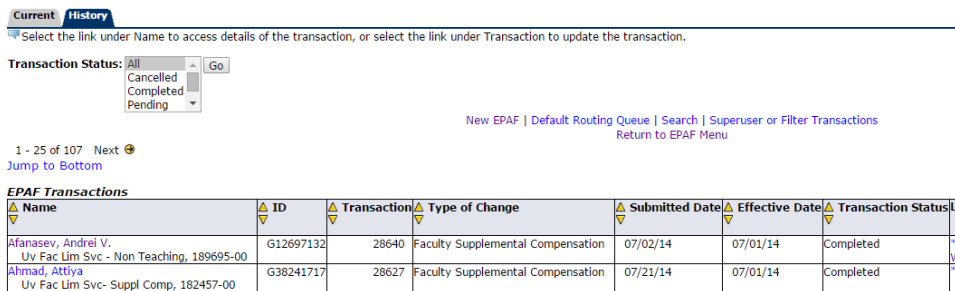 Current History
Select the link under Name to access details of the transaction, or select the link under Transaction to update the transaction.
Transaction Status: All Go
Cancelled
Completed
Pending
New EPAF | Default Routing Queue | Search | Superuser or Filter Transactions
Return to EPAF Menu
1 - 25 of 107 Next
Jump to Bottom
EPAF Transactions
Name ID Transaction Type of Change Submitted Date Effective Date Transaction Status
Afanasev, Andrei V. G12697132 28640 Faculty Supplemental Compensation 07/02/14 07/01/14 Completed
Uv Fac Lim Svc - Non Teaching, 189695-00
Ahmad, Attiya G38241717 28627 Faculty Supplemental Compensation 07/21/14 07/01/14 Completed
Uv Fac Lim Svc- Suppl Comp, 182457-00